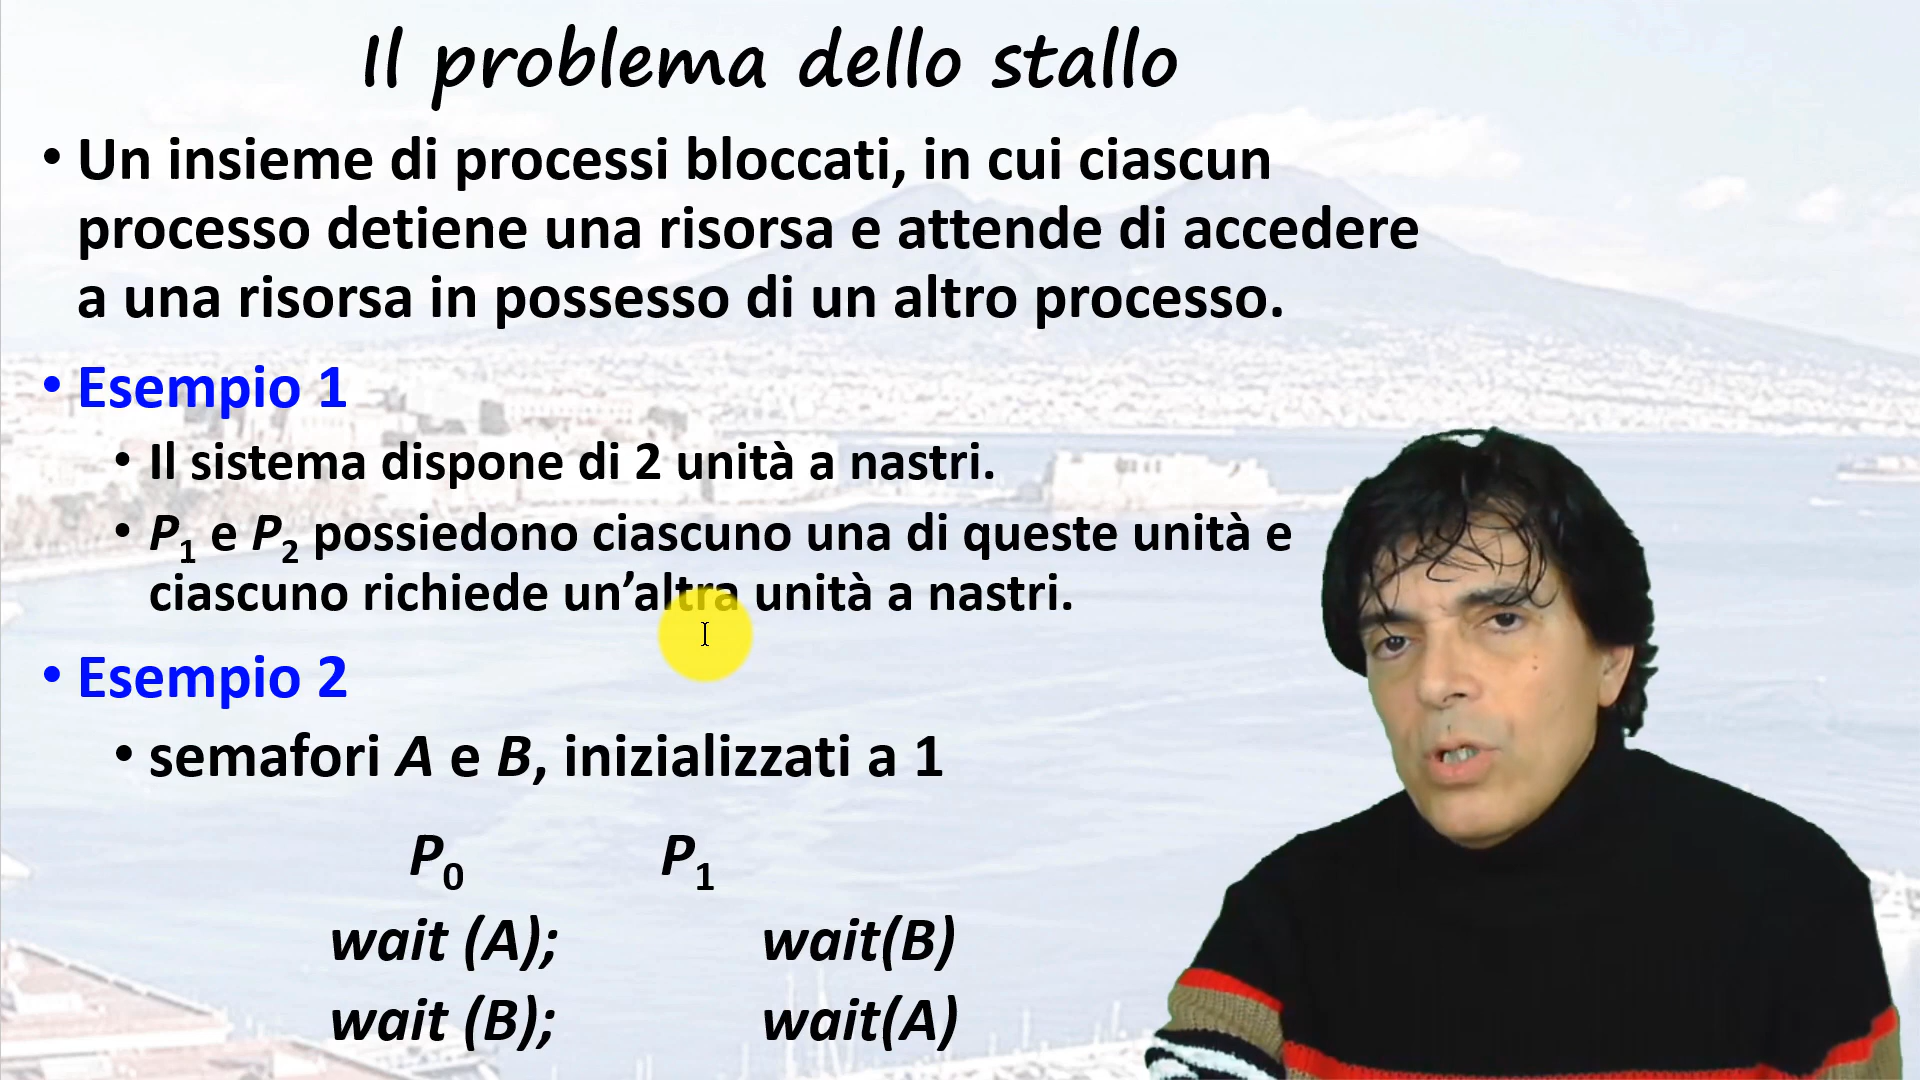 Il problema dello stallo
• Un insieme di processi bloccati, in cui ciascun
processo detiene una risorsa e attende di accedere
a una risorsa in possesso di un altro processo.
• Esempio 1
• Il sistema dispone di 2 unità a nastri.
• P1 e P2 possiedono ciascuno una di queste unità e
ciascuno richiede un’altra unità a nastri.
• Esempio 2
• semafori A e B, inizializzati a 1
P0 P1
wait (A); wait(B)
wait (B); wait(A)